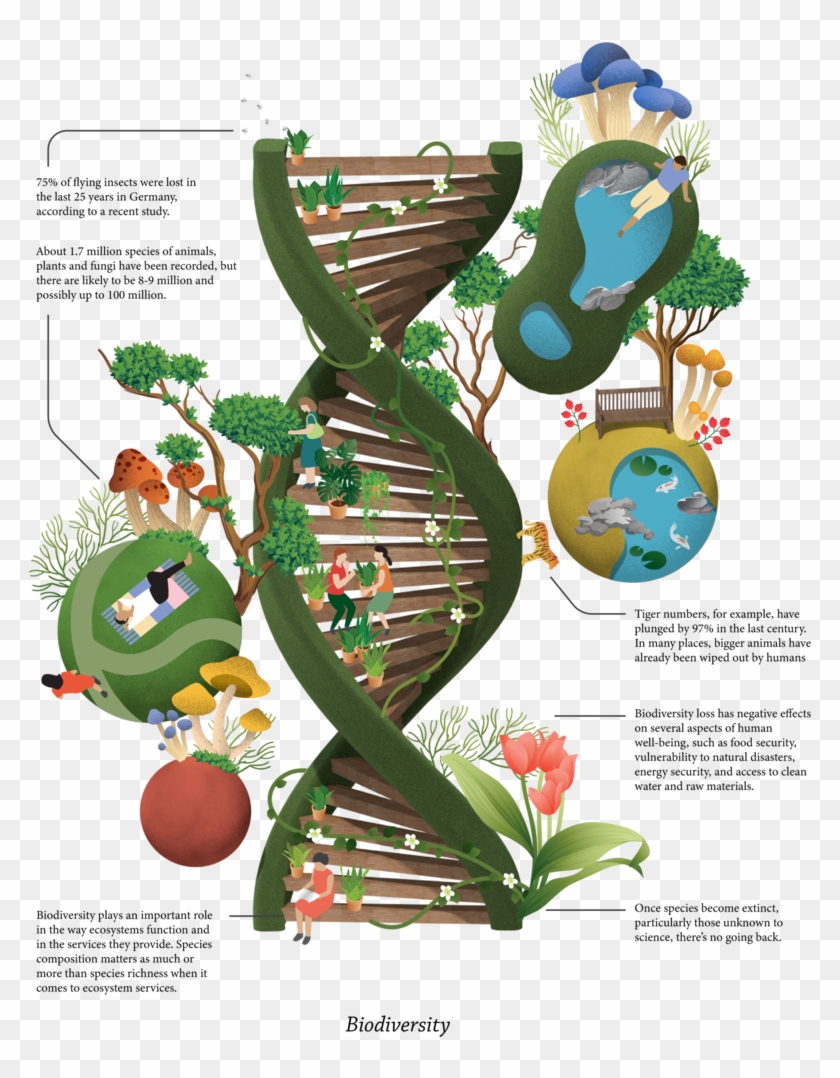 75% of flying insects were lost in
the last 25 years in Germany,
according to a recent study.
About 1.7 million species of animals,
plants and fungi have been recorded, but
there are likely to be 8-9 million and
possibly up to 100 million.
Tiger numbers, for example, have
plunged by 97% in the last century.
In many places, bigger animals have
already been wiped out by humans
Biodiversity loss has negative effects
on several aspects of human
well-being, such as food security,
vulnerability to natural disasters,
energy security, and access to clean
water and raw materials.
Biodiversity plays an important role
in the way ecosystems function and
in the services they provide. Species
composition matters as much or
more than species richness when it
comes to ecosystem services.
Once species become extinct,
particularly those unknown to
science, there's no going back.
Biodiversity